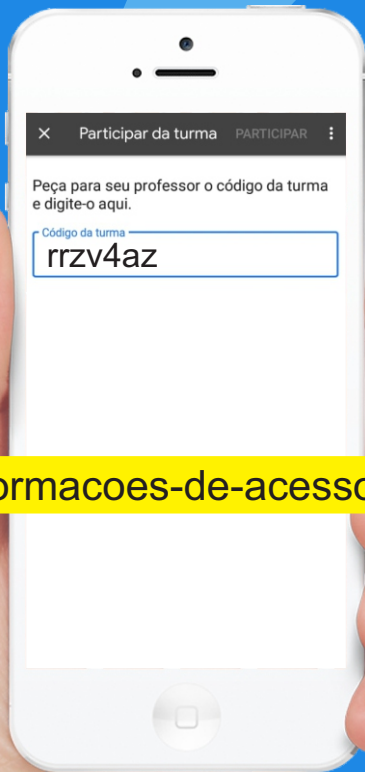 Participar da turma PARTICIPAR
Peça para seu professor o código da turma
e digite-o aqui.
Código da turma
rrzv4az
ormacoes-de-acesso